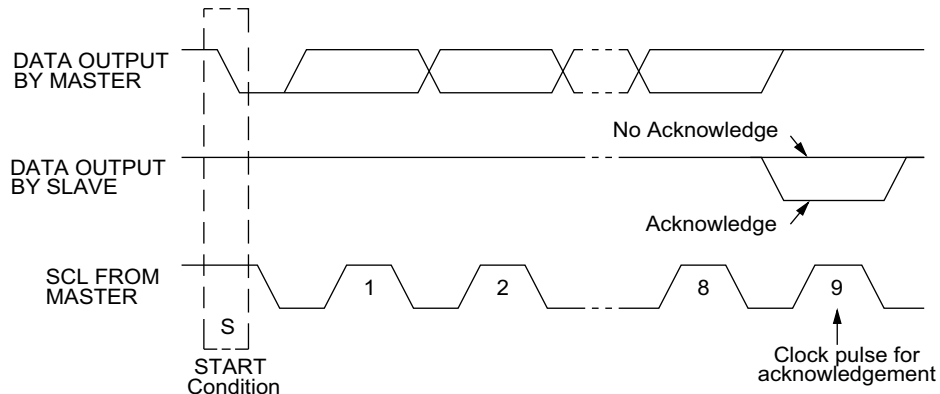 DATA OUTPUT
BY MASTER
No Acknowledge
DATA OUTPUT
BY SLAVE
Acknowledge
SCL FROM
MASTER
1
2
8
9
S
START
Condition
Clock pulse for
acknowledgement